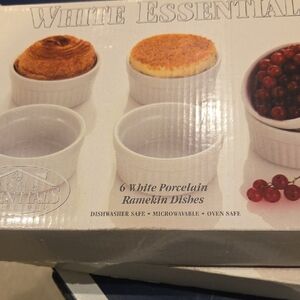 WHITE ESSENTIAL
6 White Porcelain
Ramekin Dishes
DISHWASHER SAFE • MICROWAVABLE • OVEN SAFE